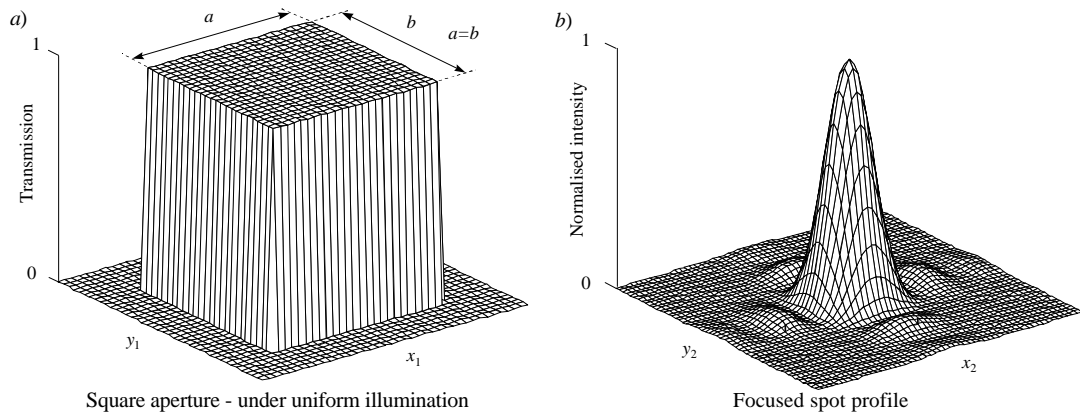 a)
a
b
a=b
1
Transmission
0
y1
x1
Square aperture - under uniform illumination
b)
1
Normalised intensity
0
y2
x2
Focused spot profile